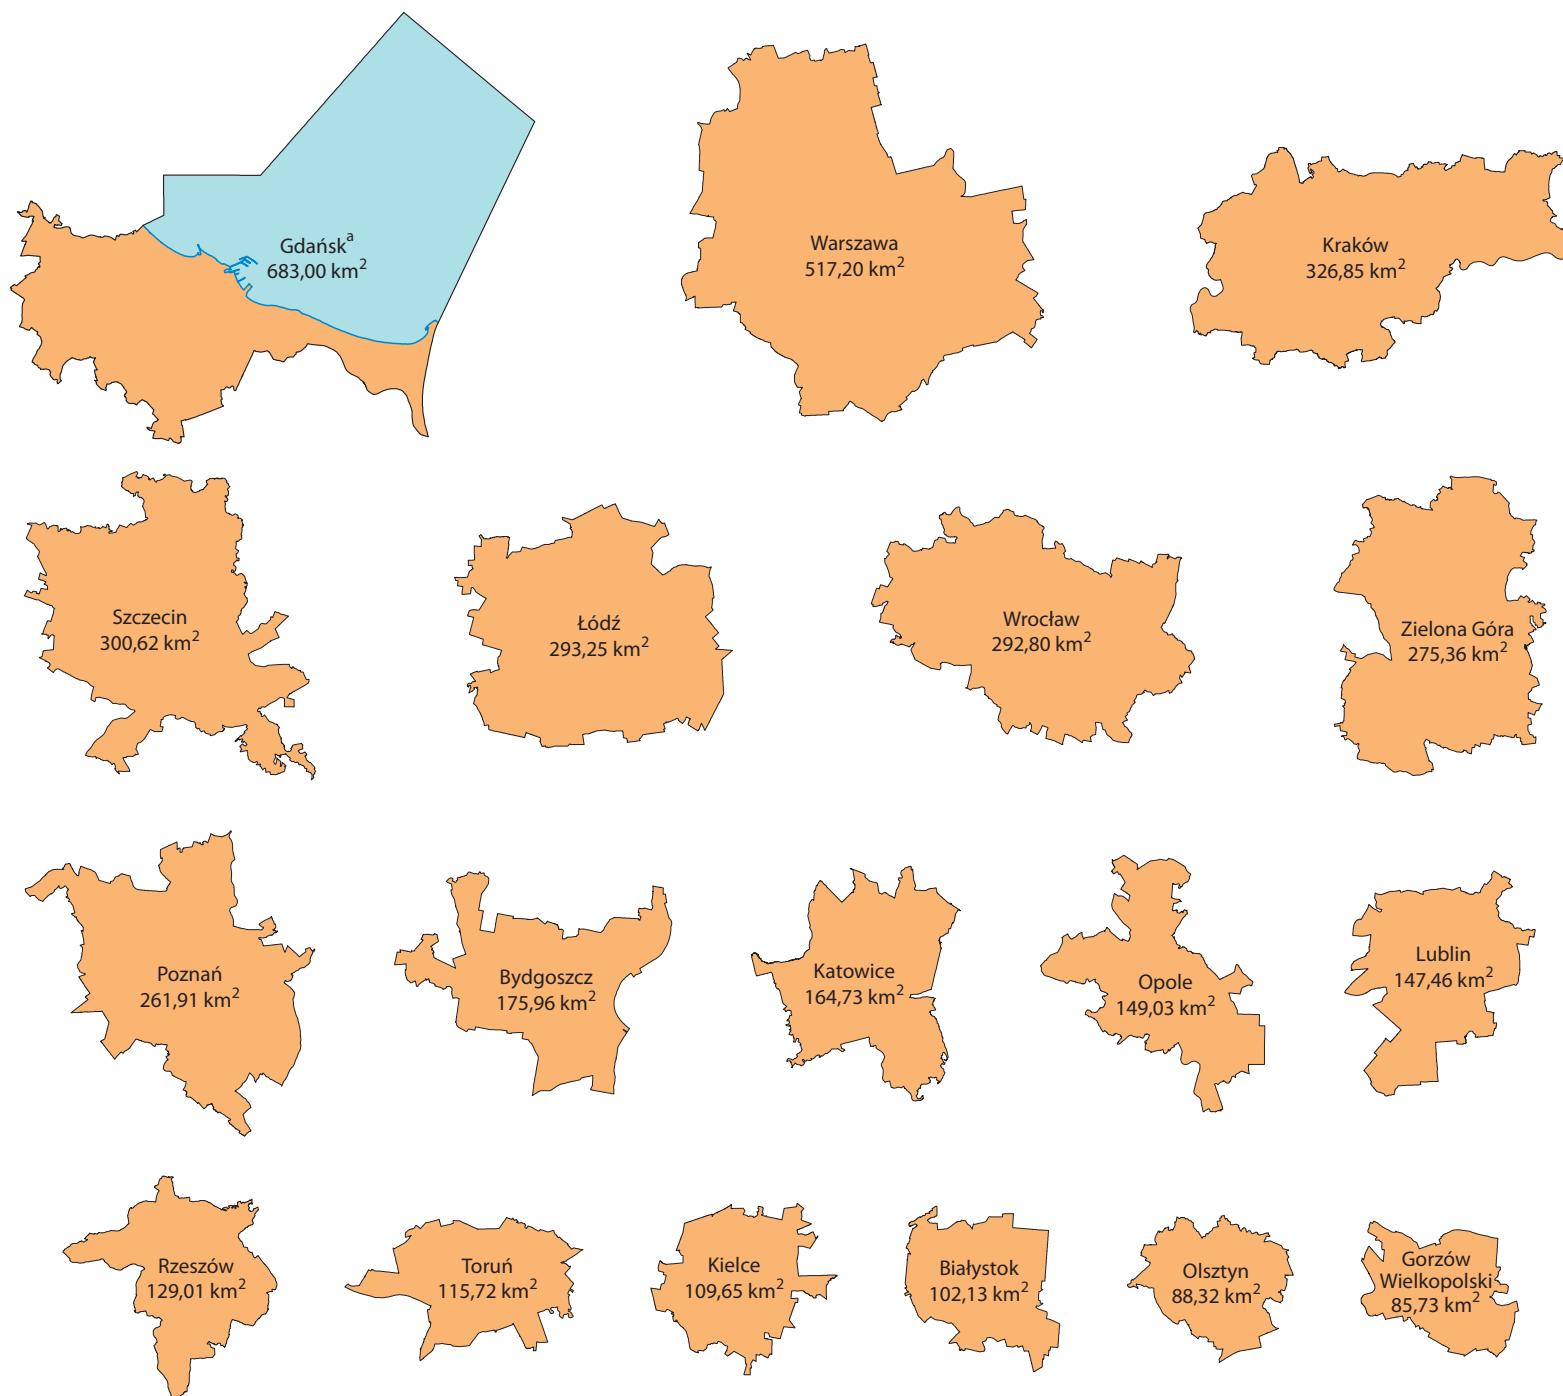 Gdańskᵃ
683,00 km²
Warszawa
517,20 km²
Kraków
326,85 km²
Szczecin
300,62 km²
Łódź
293,25 km²
Wrocław
292,80 km²
Zielona Góra
275,36 km²
Poznań
261,91 km²
Bydgoszcz
175,96 km²
Katowice
164,73 km²
Opole
149,03 km²
Lublin
147,46 km²
Rzeszów
129,01 km²
Toruń
115,72 km²
Kielce
109,65 km²
Białystok
102,13 km²
Olsztyn
88,32 km²
Gorzów
Wielkopolski
85,73 km²